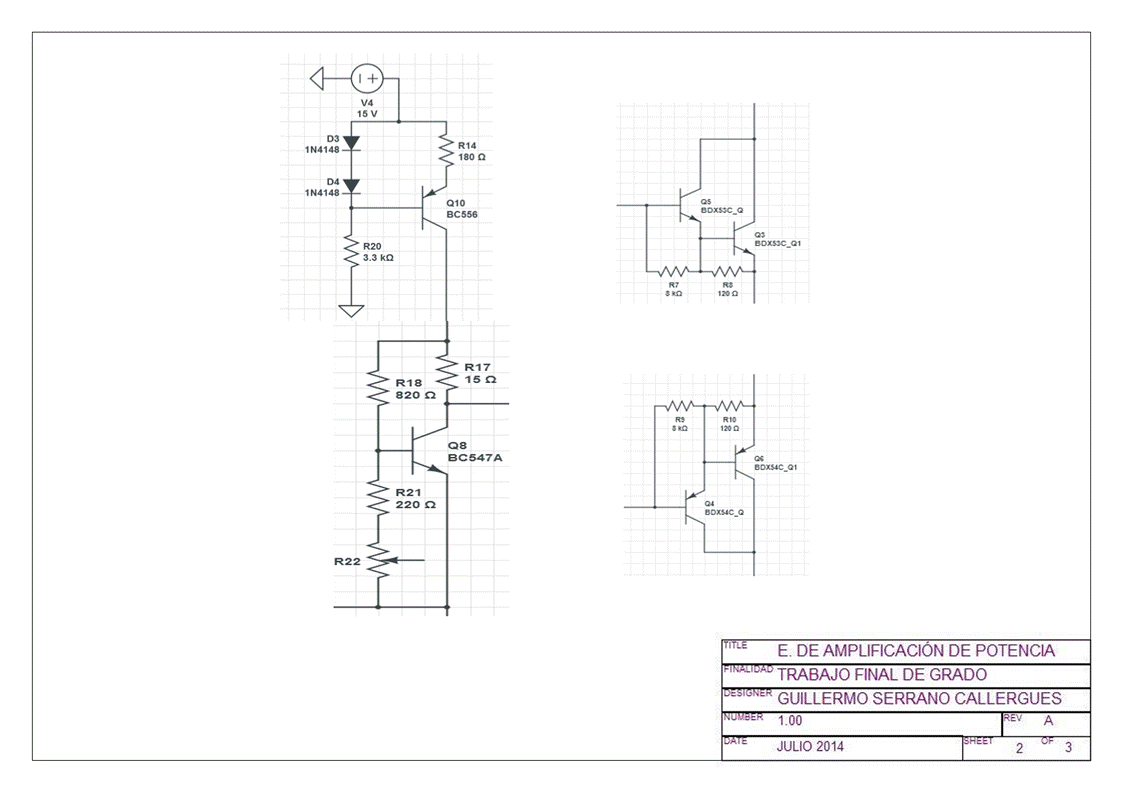 V4
15 V
D3
1N4148
R14
180 Ω
D4
1N4148
Q10
BC556
R20
3.3 kΩ
R17
15 Ω
R18
820 Ω
Q8
BC547A
R21
220 Ω
R22
Q5
BDX53C_Q
Q3
BDX53C_Q1
R7
8 kΩ
R8
120 Ω
R9
8 kΩ
R10
120 Ω
Q6
BDX54C_Q1
Q4
BDX54C_Q
TITLE E. DE AMPLIFICACIÓN DE POTENCIA
FINALIDAD TRABAJO FINAL DE GRADO
DESIGNER GUILLERMO SERRANO CALLERGUES
NUMBER 1.00 REV A
DATE JULIO 2014 SHEET 2 OF 3